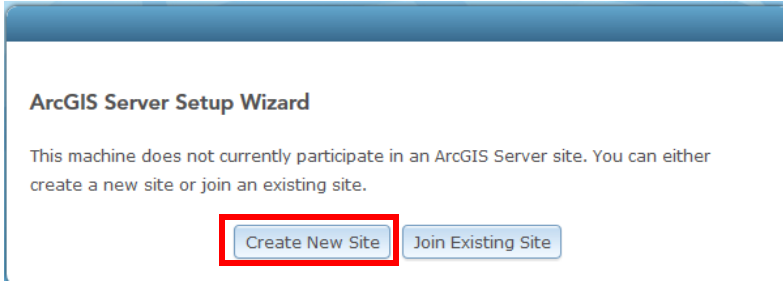 ArcGIS Server Setup Wizard
This machine does not currently participate in an ArcGIS Server site. You can either
create a new site or join an existing site.
Create New Site Join Existing Site